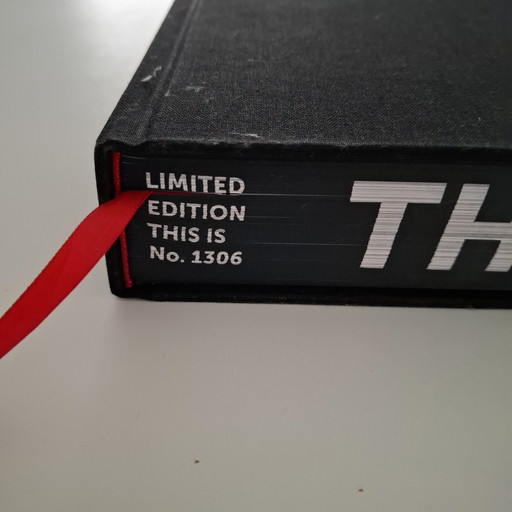 LIMITED
EDITION
THIS IS
No. 1306
TH